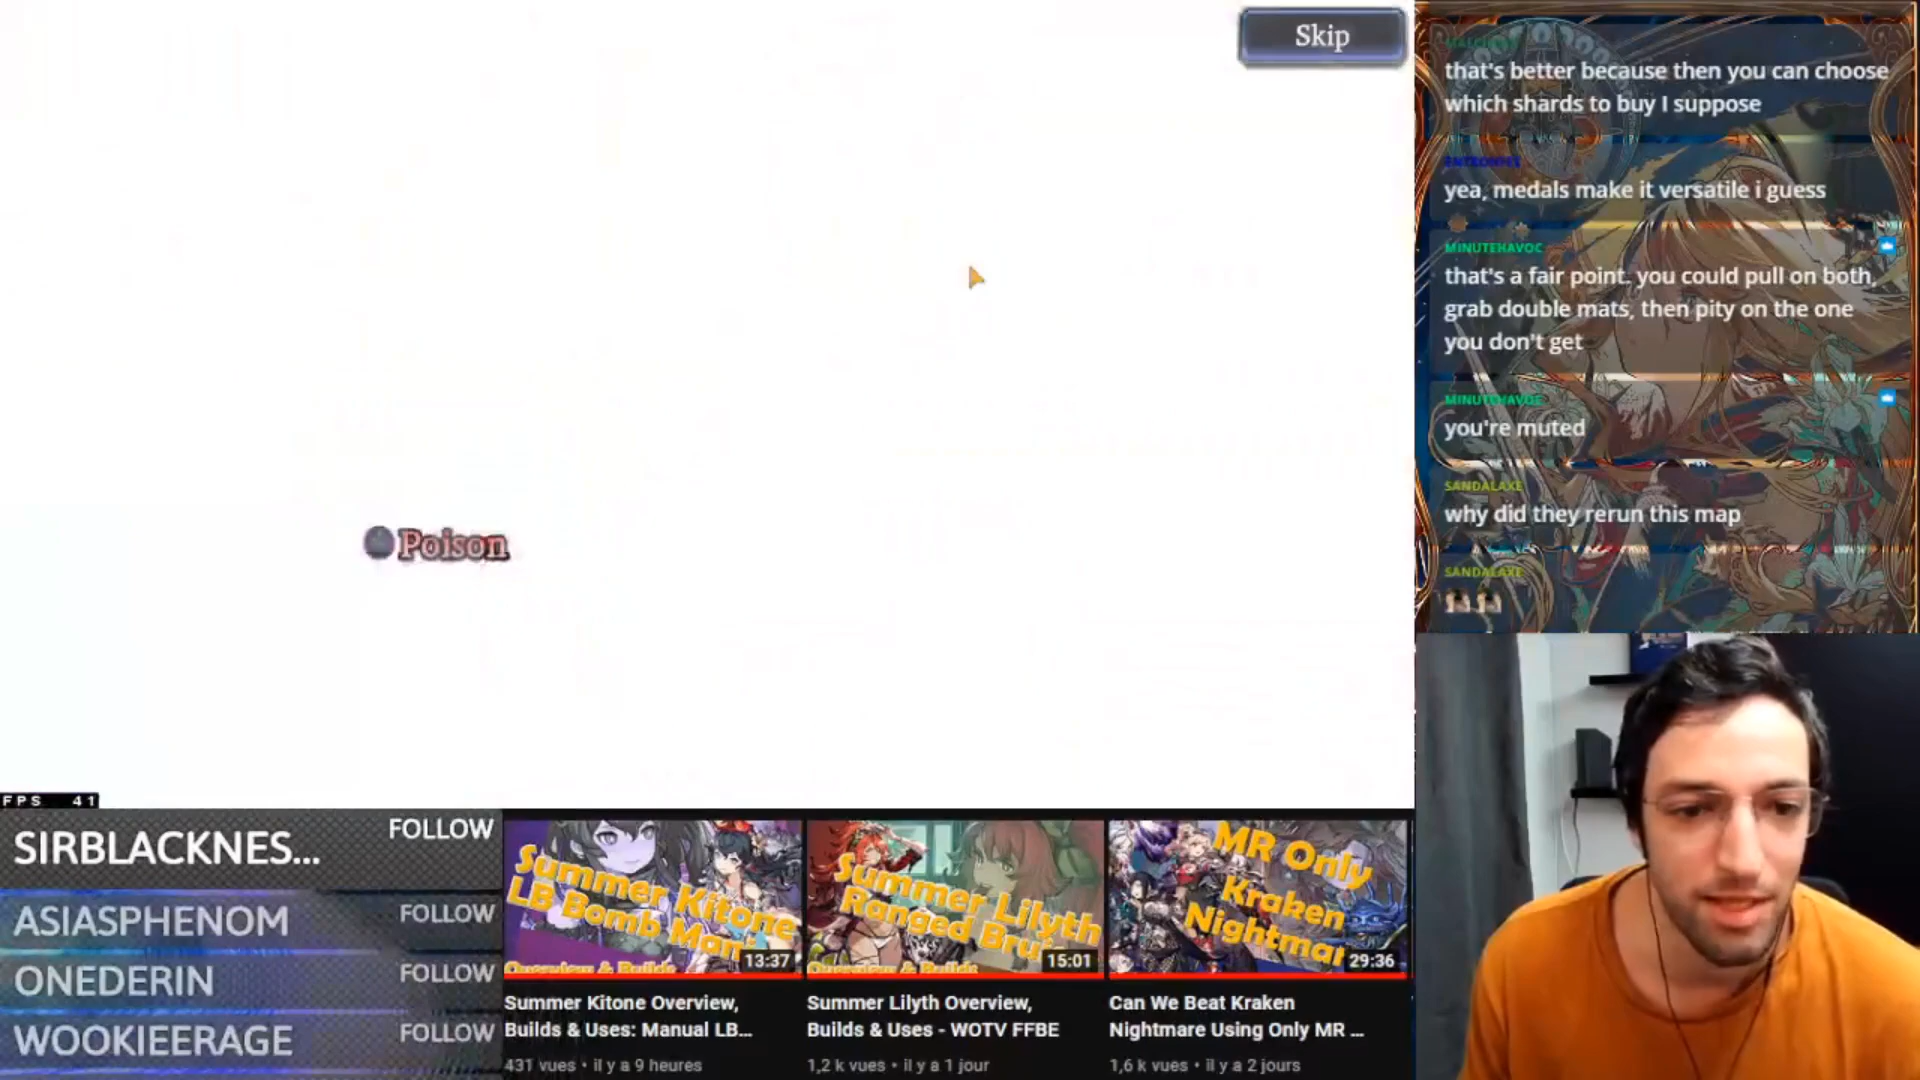 Skip
that's better because then you can choose
which shards to buy I suppose
yea, medals make it versatile i guess
MINUTEHAVOC
that's a fair point. you could pull on both,
grab double mats, then pity on the one
you don't get
MINUTEHAVOC
you're muted
SANDALAXE
why did they rerun this map
SANDALAXE
Poison
FPS 41
SIRBLACKNES... FOLLOW
ASIASPHENOM FOLLOW
ONEDERIN FOLLOW
WOOKIEERAGE FOLLOW
Summer Kitone
LB Bomb Man
Overview & Builds
13:37
Summer Kitone Overview,
Builds & Uses: Manual LB...
431 vues • il y a 9 heures
Summer Lilyth
Ranged Bru
Overview & Builds
15:01
Summer Lilyth Overview,
Builds & Uses - WOTV FFBE
1,2 k vues • il y a 1 jour
MR Only
Kraken
Nightmar
29:36
Can We Beat Kraken
Nightmare Using Only MR ...
1,6 k vues • il y a 2 jours